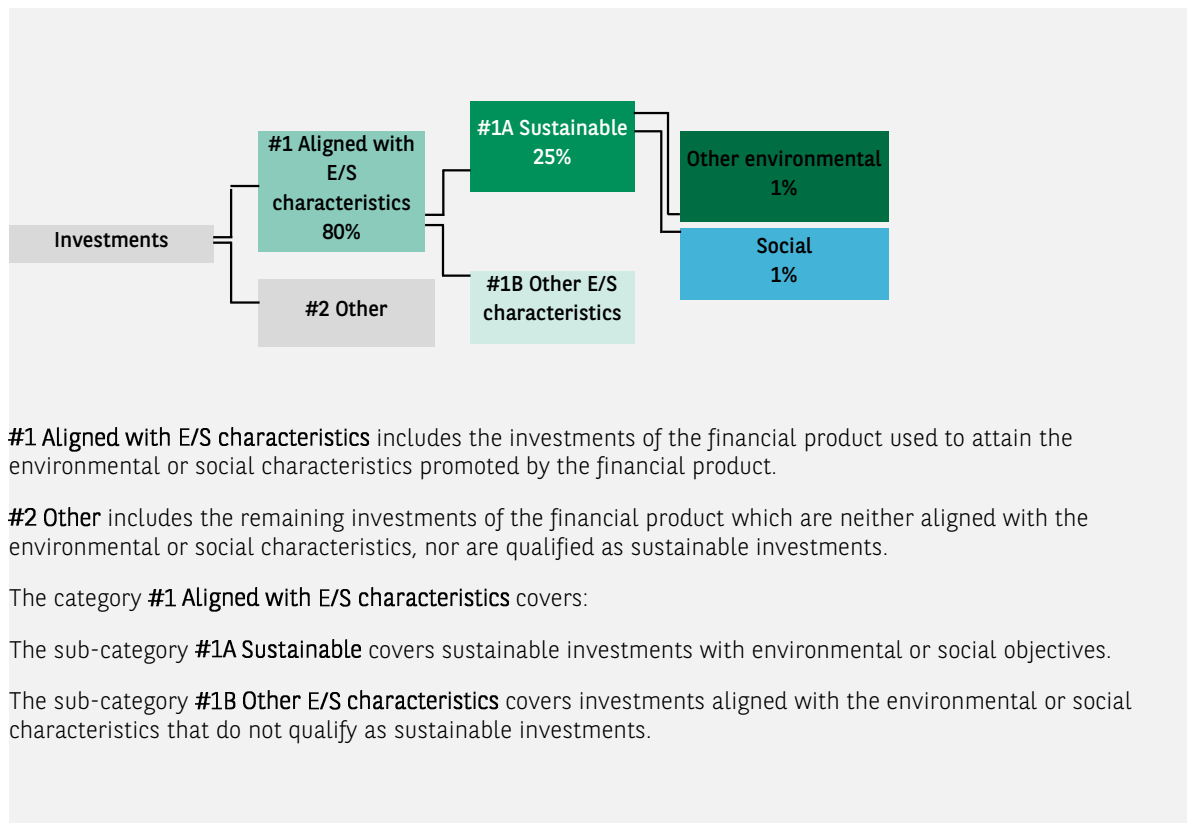 Investments
#1 Aligned with
E/S
characteristics
80%
#2 Other
#1A Sustainable
25%
#1B Other E/S
characteristics
Other environmental
1%
Social
1%
#1 Aligned with E/S characteristics includes the investments of the financial product used to attain the
environmental or social characteristics promoted by the financial product.
#2 Other includes the remaining investments of the financial product which are neither aligned with the
environmental or social characteristics, nor are qualified as sustainable investments.
The category #1 Aligned with E/S characteristics covers:
The sub-category #1A Sustainable covers sustainable investments with environmental or social objectives.
The sub-category #1B Other E/S characteristics covers investments aligned with the environmental or social
characteristics that do not qualify as sustainable investments.